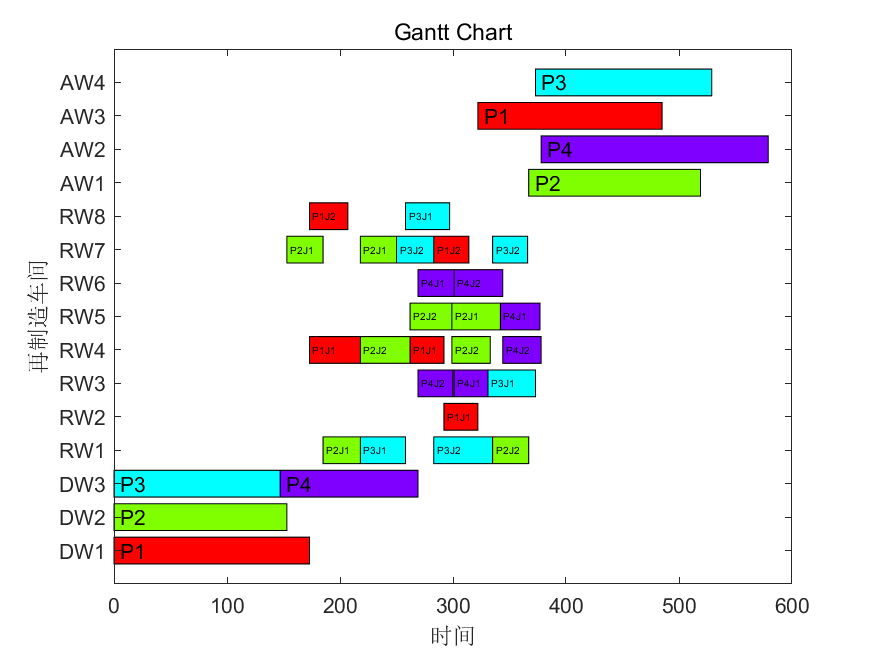 Gantt Chart
AW4 P3
AW3 P1
AW2 P4
AW1 P2
RW8 P1J2 P3J1
RW7 P2J1 P2J1 P3J2 P1J2 P3J2
RW6 P4J1 P4J2
RW5 P2J2 P2J1 P4J1
RW4 P1J1 P2J2 P1J1 P2J2 P4J2
RW3 P4J2 P4J1 P3J1
RW2 P1J1
RW1 P2J1 P3J1 P3J2 P2J2
DW3 P3 P4
DW2 P2
DW1 P1
0 100 200 300 400 500 600
时间
再制造车间